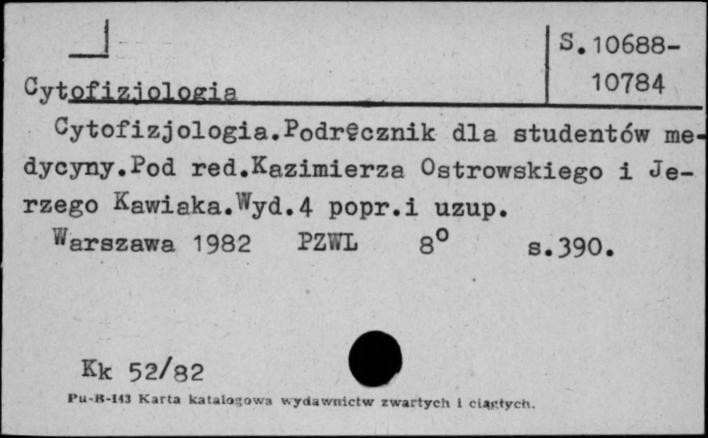 S.10688-
10784
Cytofizjologia
Cytofizjologia.Podręcznik dla studentów me-
dycyny.Pod red.Kazimierza Ostrowskiego i Je-
rzego Kawiaka.Wyd.4 popr.i uzup.
Warszawa 1982 PZWL 8° s.390.
Kk 52/82
Pu-B-143 Karta katalogowa wydawnictw zwartych i ciągłych.